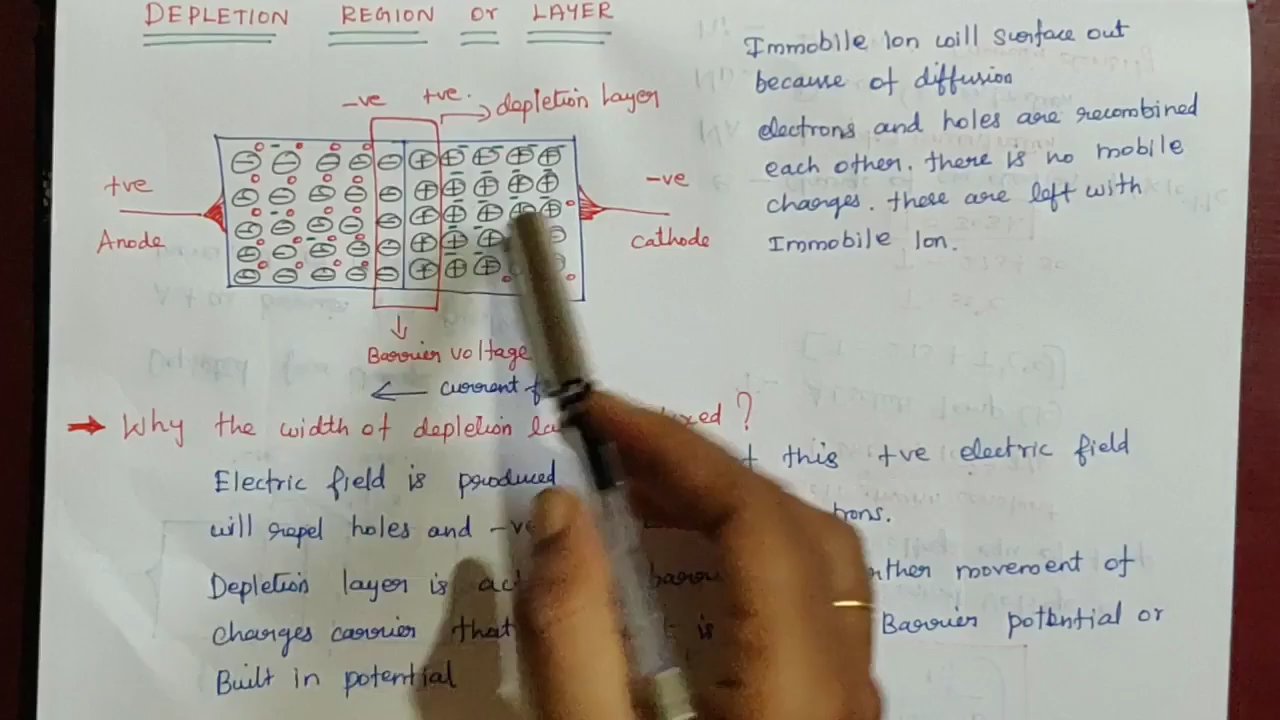 DEPLETION REGION or LAYER
-ve +ve. depletion layer
+ve
Anode
-ve
cathode
Barrier voltage
current
Immobile Ion will surface out
because of diffusion
electrons and holes are recombined
each other. there is no mobile
charges. these are left with
Immobile Ion.
Why the width of depletion ?
Electric field is produced this +ve electric field
will repel holes and -ve
Depletion layer is movement of
charges carrier that is Barrier potential or
Built in potential